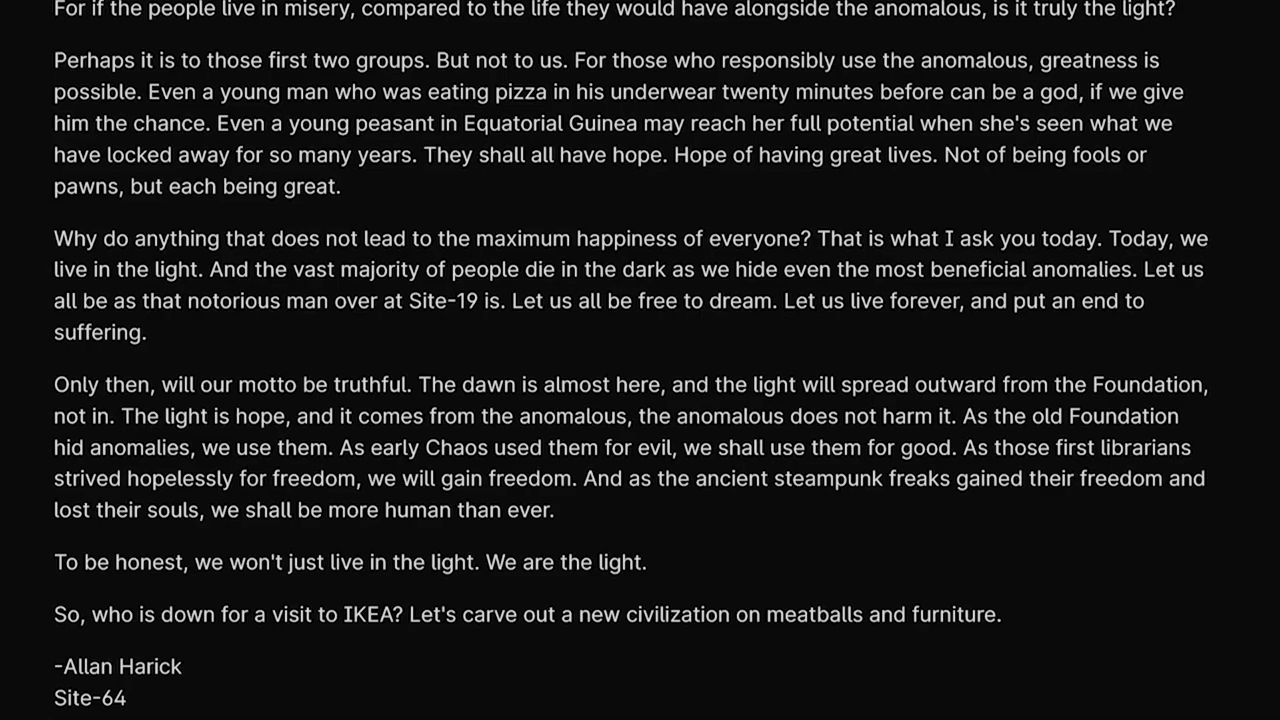 For if the people live in misery, compared to the life they would have alongside the anomalous, is it truly the light?
Perhaps it is to those first two groups. But not to us. For those who responsibly use the anomalous, greatness is
possible. Even a young man who was eating pizza in his underwear twenty minutes before can be a god, if we give
him the chance. Even a young peasant in Equatorial Guinea may reach her full potential when she's seen what we
have locked away for so many years. They shall all have hope. Hope of having great lives. Not of being fools or
pawns, but each being great.
Why do anything that does not lead to the maximum happiness of everyone? That is what I ask you today. Today, we
live in the light. And the vast majority of people die in the dark as we hide even the most beneficial anomalies. Let us
all be as that notorious man over at Site-19 is. Let us all be free to dream. Let us live forever, and put an end to
suffering.
Only then, will our motto be truthful. The dawn is almost here, and the light will spread outward from the Foundation,
not in. The light is hope, and it comes from the anomalous, the anomalous does not harm it. As the old Foundation
hid anomalies, we use them. As early Chaos used them for evil, we shall use them for good. As those first librarians
strived hopelessly for freedom, we will gain freedom. And as the ancient steampunk freaks gained their freedom and
lost their souls, we shall be more human than ever.
To be honest, we won't just live in the light. We are the light.
So, who is down for a visit to IKEA? Let's carve out a new civilization on meatballs and furniture.
-Allan Harick
Site-64